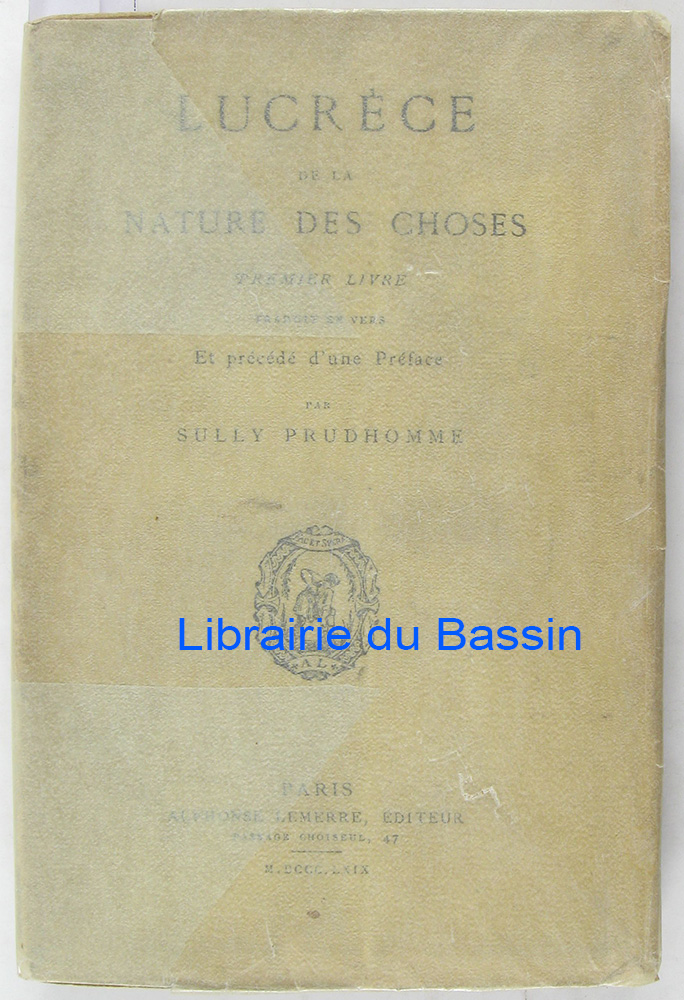 LUCRÈCE
DE LA
NATURE DES CHOSES
PREMIER LIVRE
TRADUIT EN VERS
Et précédé d'une Préface
PAR
SULLY PRUDHOMME
Librairie du Bassin
AL
PARIS
ALPHONSE LEMERRE, ÉDITEUR
PASSAGE CHOISEUL, 47
M.DCCC.LXIX